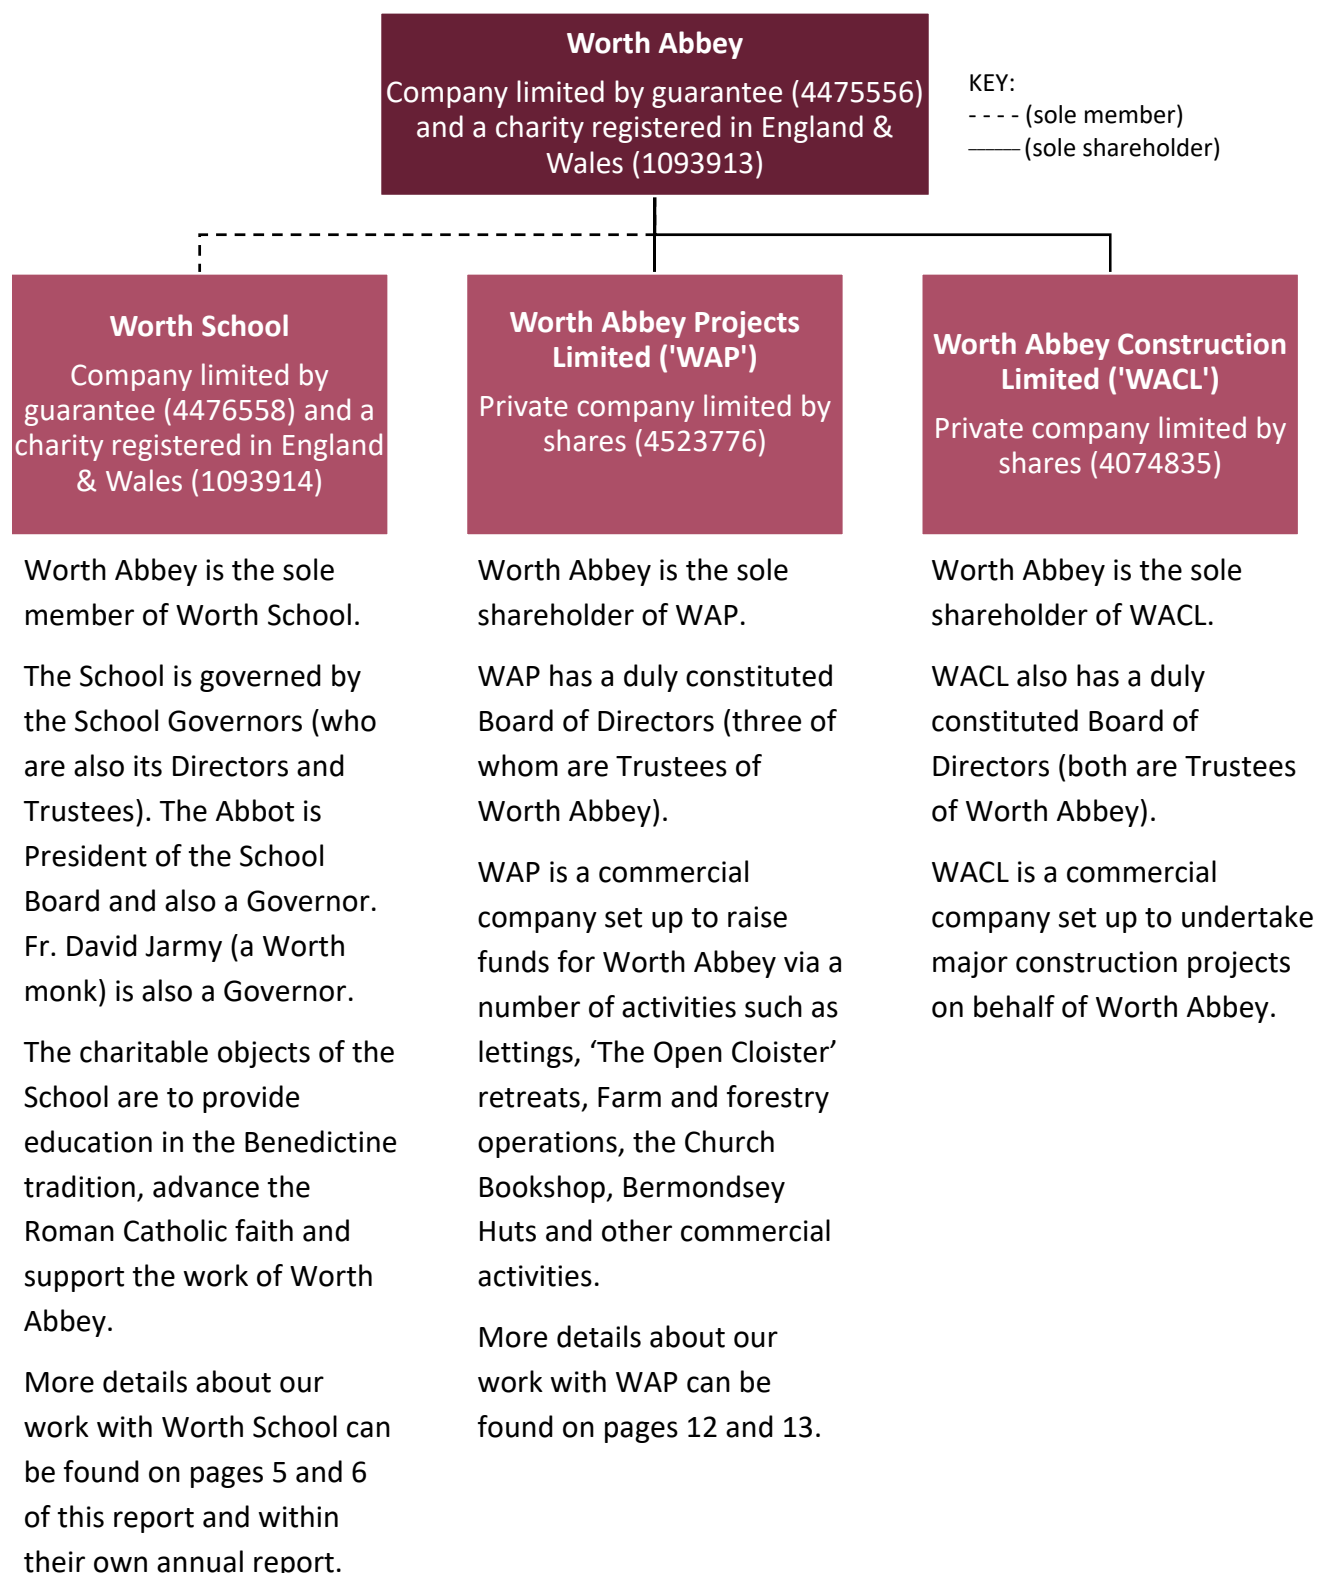 Worth Abbey
Company limited by guarantee (4475556)
and a charity registered in England &
Wales (1093913)
KEY:
- - - - (sole member)
______ (sole shareholder)
Worth School
Company limited by
guarantee (4476558) and a
charity registered in England
& Wales (1093914)
Worth Abbey Projects
Limited ('WAP')
Private company limited by
shares (4523776)
Worth Abbey Construction
Limited ('WACL')
Private company limited by
shares (4074835)
Worth Abbey is the sole
member of Worth School.
The School is governed by
the School Governors (who
are also its Directors and
Trustees). The Abbot is
President of the School
Board and also a Governor.
Fr. David Jarmy (a Worth
monk) is also a Governor.
The charitable objects of the
School are to provide
education in the Benedictine
tradition, advance the
Roman Catholic faith and
support the work of Worth
Abbey.
More details about our
work with Worth School can
be found on pages 5 and 6
of this report and within
their own annual report.
Worth Abbey is the sole
shareholder of WAP.
WAP has a duly constituted
Board of Directors (three of
whom are Trustees of
Worth Abbey).
WAP is a commercial
company set up to raise
funds for Worth Abbey via a
number of activities such as
lettings, ‘The Open Cloister’
retreats, Farm and forestry
operations, the Church
Bookshop, Bermondsey
Huts and other commercial
activities.
More details about our
work with WAP can be
found on pages 12 and 13.
Worth Abbey is the sole
shareholder of WACL.
WACL also has a duly
constituted Board of
Directors (both are Trustees
of Worth Abbey).
WACL is a commercial
company set up to undertake
major construction projects
on behalf of Worth Abbey.